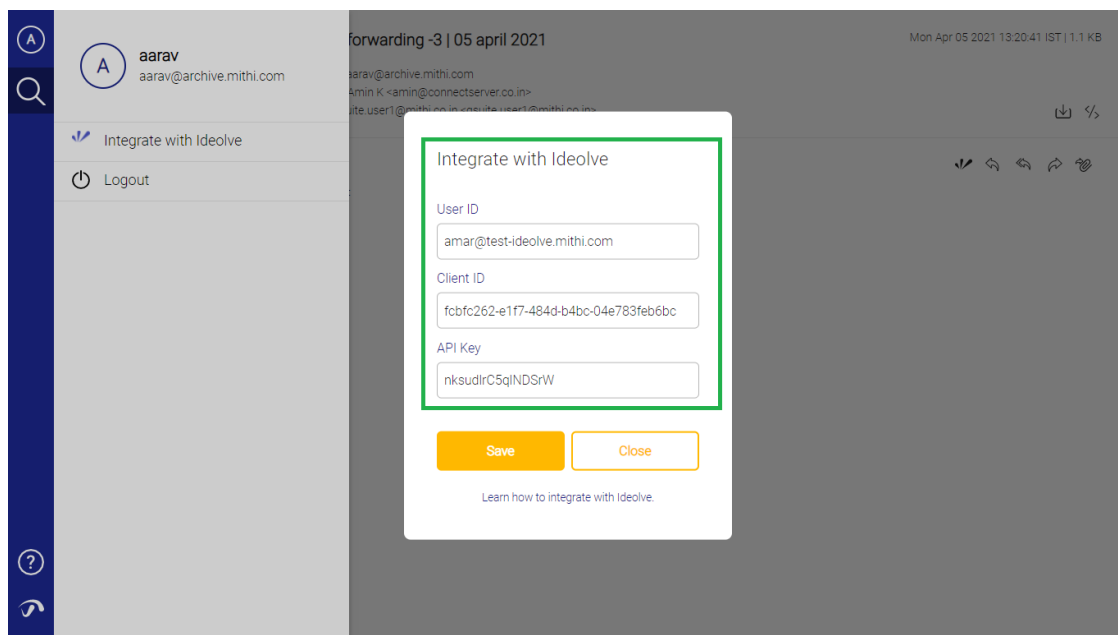 A
A
aarav
aarav@archive.mithi.com
Integrate with Ideolve
Logout
forwarding -3 | 05 april 2021
Mon Apr 05 2021 13:20:41 IST | 1.1 KB
aarav@archive.mithi.com
Amin K <amin@connectserver.co.in>
Integrate with Ideolve
User ID
amar@test-ideolve.mithi.com
Client ID
fcbfc262-e1f7-484d-b4bc-04e783feb6bc
API Key
Save
Close
Learn how to integrate with Ideolve.
?